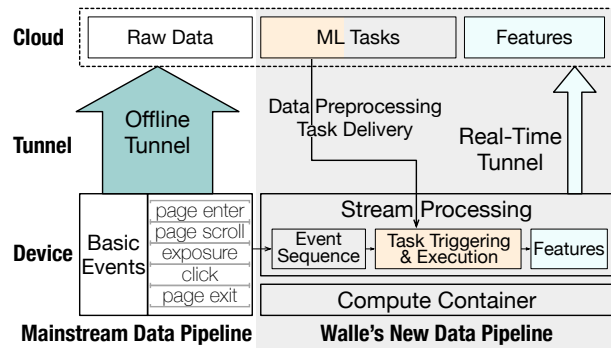 Cloud
Raw Data
ML Tasks
Features
Data Preprocessing
Task Delivery
Offline
Tunnel
Tunnel
Real-Time
Tunnel
Device
Basic
Events
page enter
page scroll
exposure
click
page exit
Stream Processing
Event
Sequence
Task Triggering
& Execution
Features
Compute Container
Mainstream Data Pipeline
Walle's New Data Pipeline